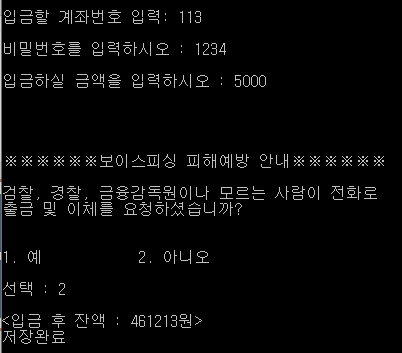 입금할 계좌번호 입력: 113
비밀번호를 입력하시오 : 1234
입금하실 금액을 입력하시오 : 5000
※※※※※※보이스피싱 피해예방 안내※※※※※※
검찰, 경찰, 금융감독원이나 모르는 사람이 전화로
출금 및 이체를 요청하셨습니까?
1. 예 2. 아니오
선택 : 2
<입금 후 잔액 : 461213원>
저장완료